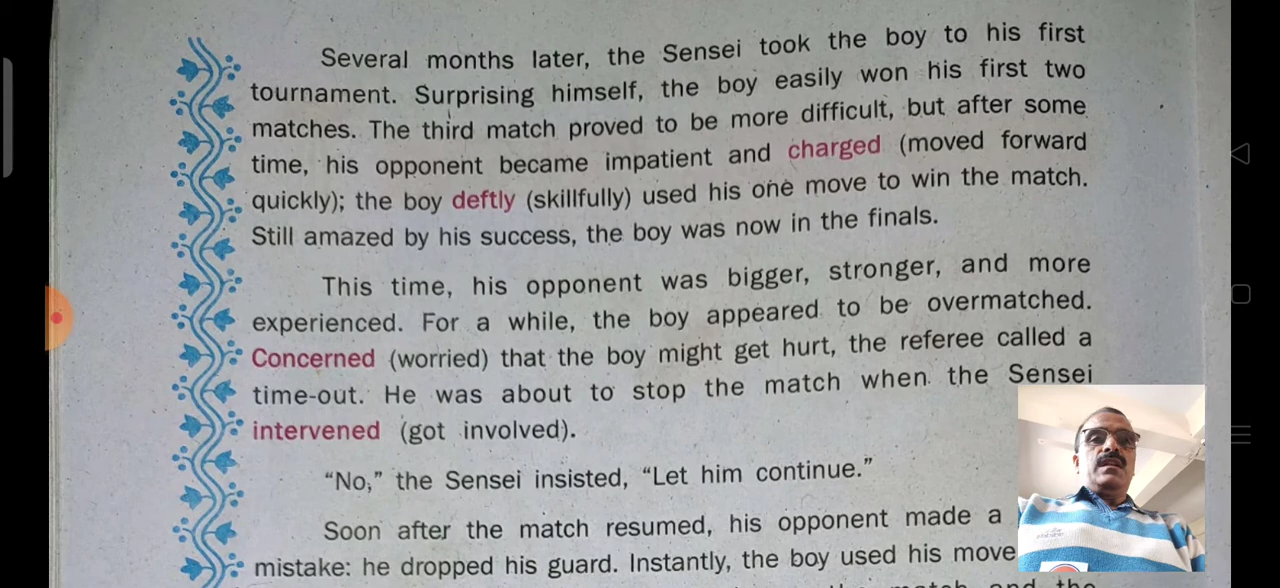 Several months later, the Sensei took the boy to his first
tournament. Surprising himself, the boy easily won his first two
matches. The third match proved to be more difficult, but after some
time, his opponent became impatient and charged (moved forward
quickly); the boy deftly (skillfully) used his one move to win the match.
Still amazed by his success, the boy was now in the finals.
This time, his opponent was bigger, stronger, and more
experienced. For a while, the boy appeared to be overmatched.
Concerned (worried) that the boy might get hurt, the referee called a
time-out. He was about to stop the match when the Sensei
intervened (got involved).
“No,” the Sensei insisted, “Let him continue.”
Soon after the match resumed, his opponent made a
mistake: he dropped his guard. Instantly, the boy used his move